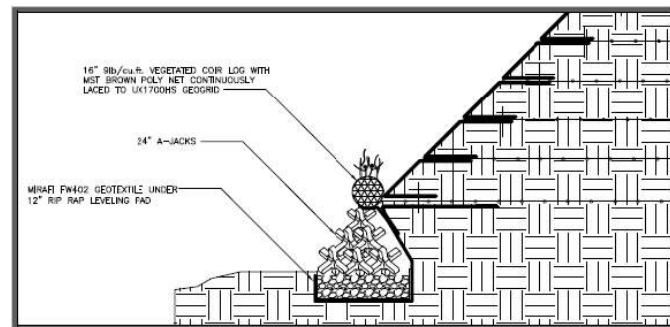 16" 9lb/cu.ft. VEGETATED COIR LOG WITH
MST BROWN POLY NET CONTINUOUSLY
LACED TO UX1700HS GEOGRID
24" A-JACKS
MIRAFI FW402 GEOTEXTILE UNDER
12" RIP RAP LEVELING PAD